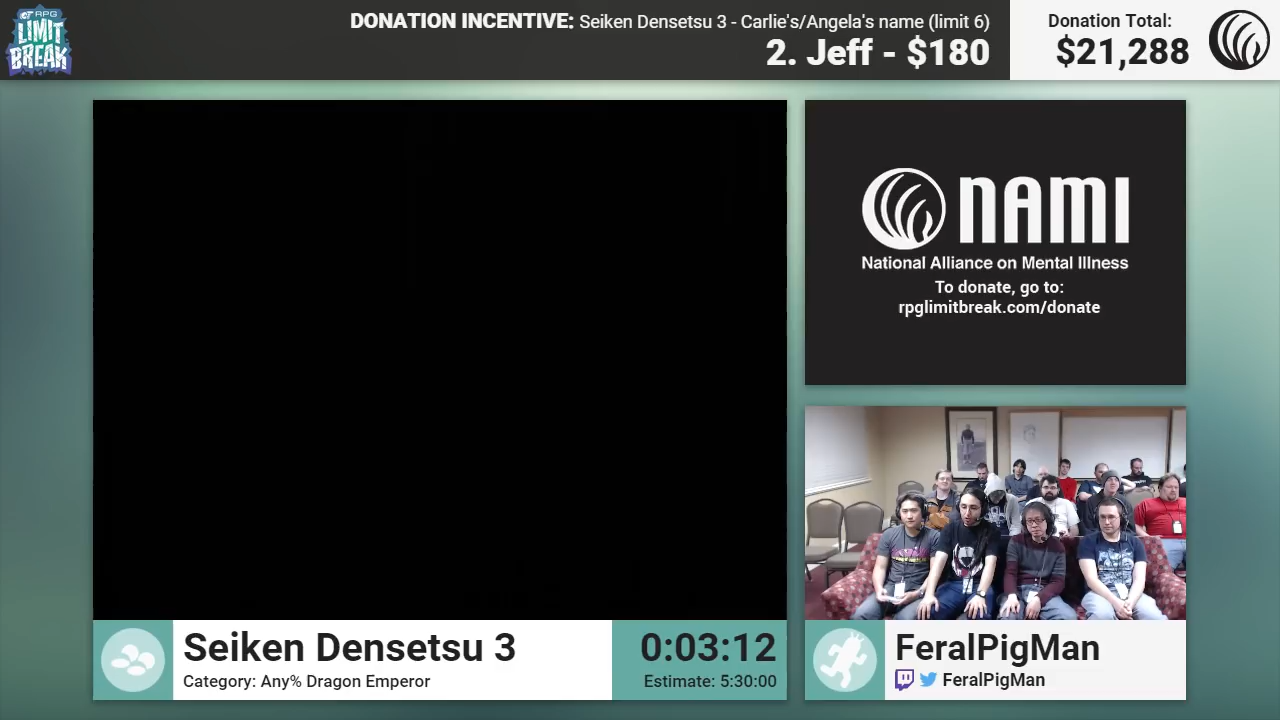 RPG
LIMIT
BREAK
DONATION INCENTIVE: Seiken Densetsu 3 - Carlie's/Angela's name (limit 6)
2. Jeff - $180
Donation Total:
$21,288
NAMI
National Alliance on Mental Illness
To donate, go to:
rpglimitbreak.com/donate
Seiken Densetsu 3
Category: Any% Dragon Emperor
0:03:12
Estimate: 5:30:00
FeralPigMan
FeralPigMan